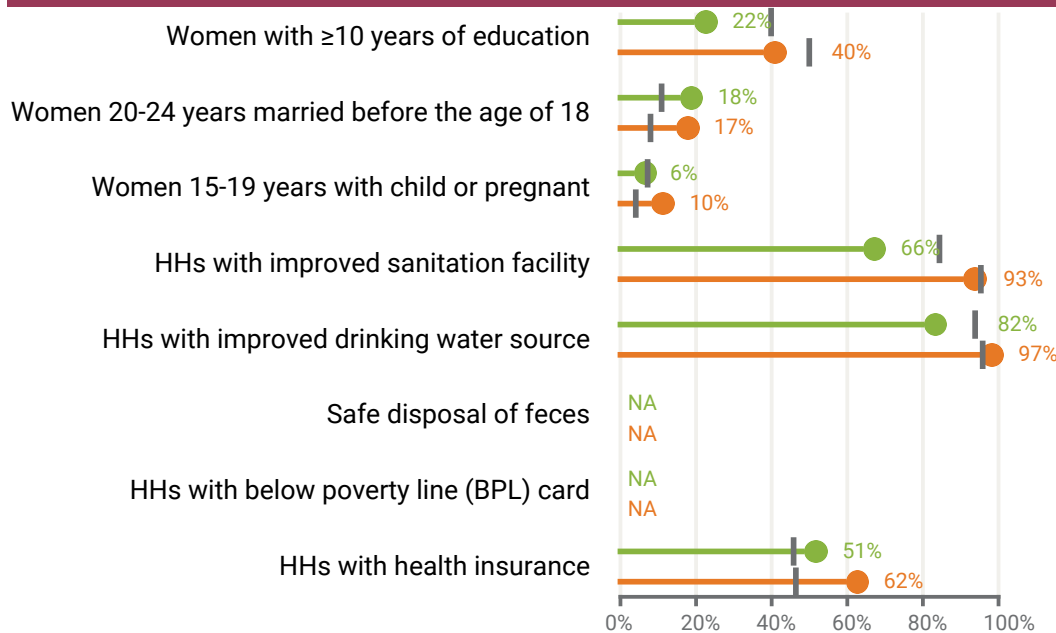 Women with ≥10 years of education
22%
40%
Women 20-24 years married before the age of 18
18%
17%
Women 15-19 years with child or pregnant
6%
10%
HHs with improved sanitation facility
66%
93%
HHs with improved drinking water source
82%
97%
Safe disposal of feces
NA
NA
HHs with below poverty line (BPL) card
NA
NA
HHs with health insurance
51%
62%
0% 20% 40% 60% 80% 100%